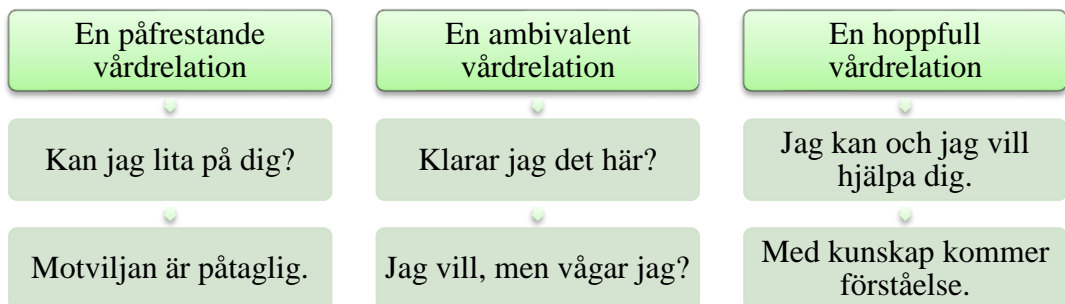 En påfrestande
vårdrelation
Kan jag lita på dig?
Motviljan är påtaglig.
En ambivalent
vårdrelation
Klarar jag det här?
Jag vill, men vågar jag?
En hoppfull
vårdrelation
Jag kan och jag vill
hjälpa dig.
Med kunskap kommer
förståelse.